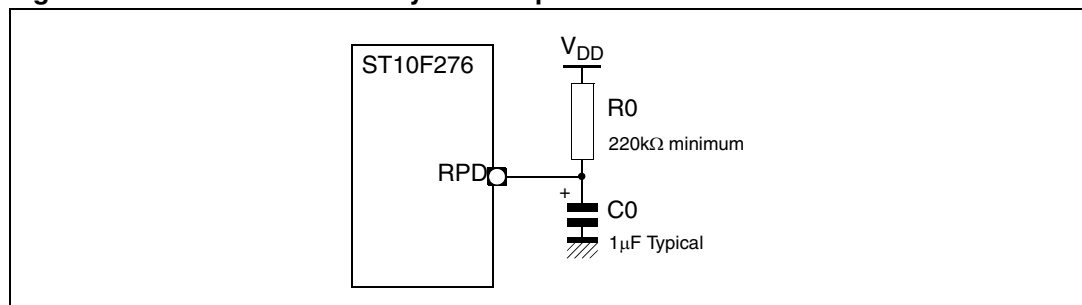 ST10F276
VDD
R0
220kΩ minimum
RPD
+
C0
1μF Typical